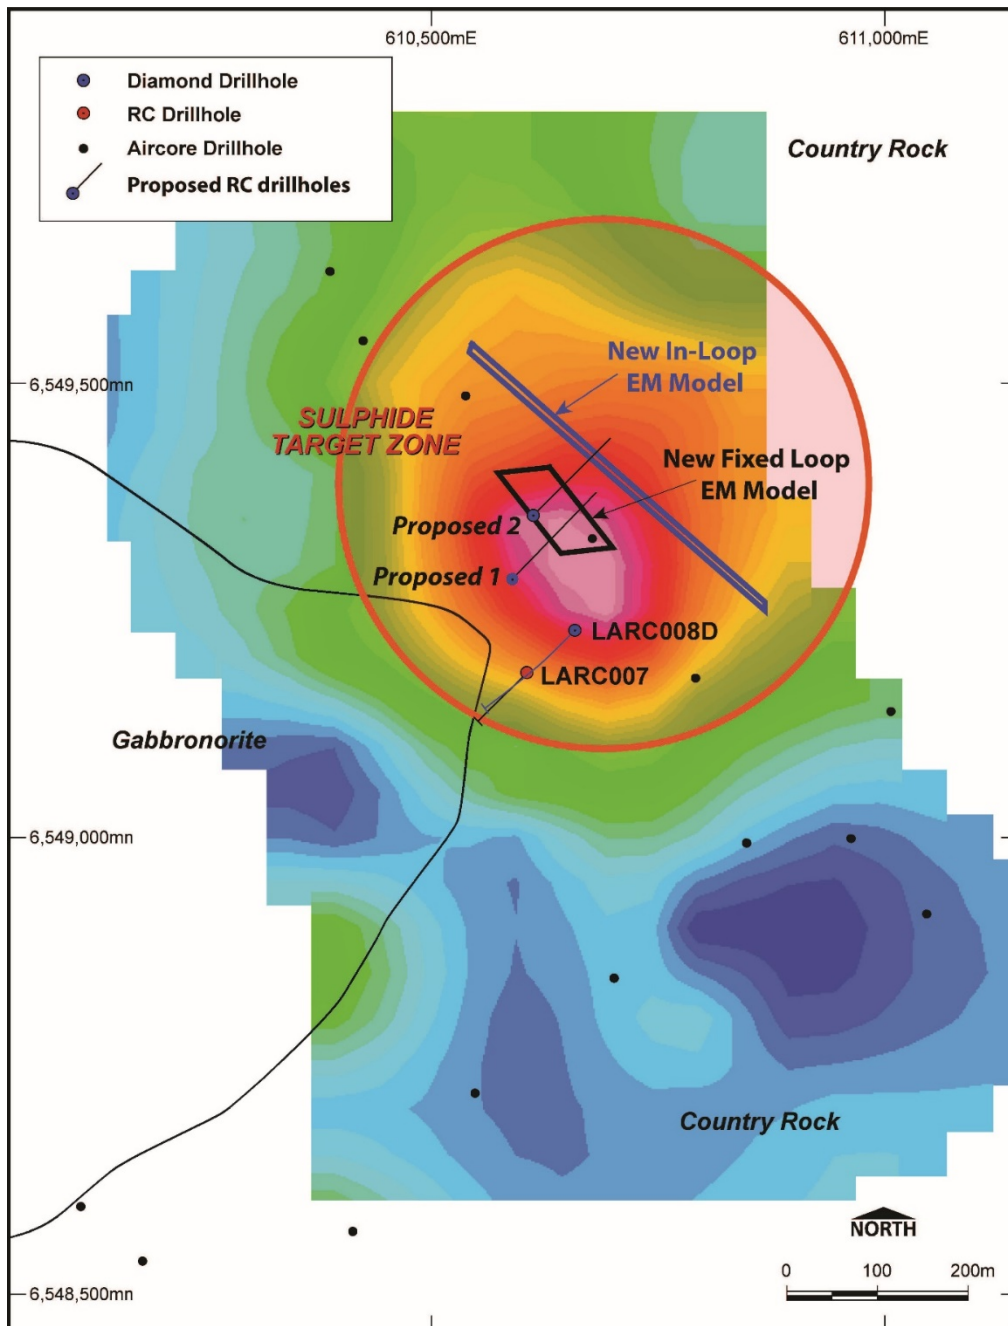 610,500mE
611,000mE
Diamond Drillhole
RC Drillhole
Aircore Drillhole
Proposed RC drillholes
Country Rock
New In-Loop
EM Model
6,549,500mn
SULPHIDE
TARGET ZONE
New Fixed Loop
EM Model
Proposed 2
Proposed 1
LARC008D
LARC007
Gabbronorite
6,549,000mn
Country Rock
NORTH
0 100 200m
6,548,500mn